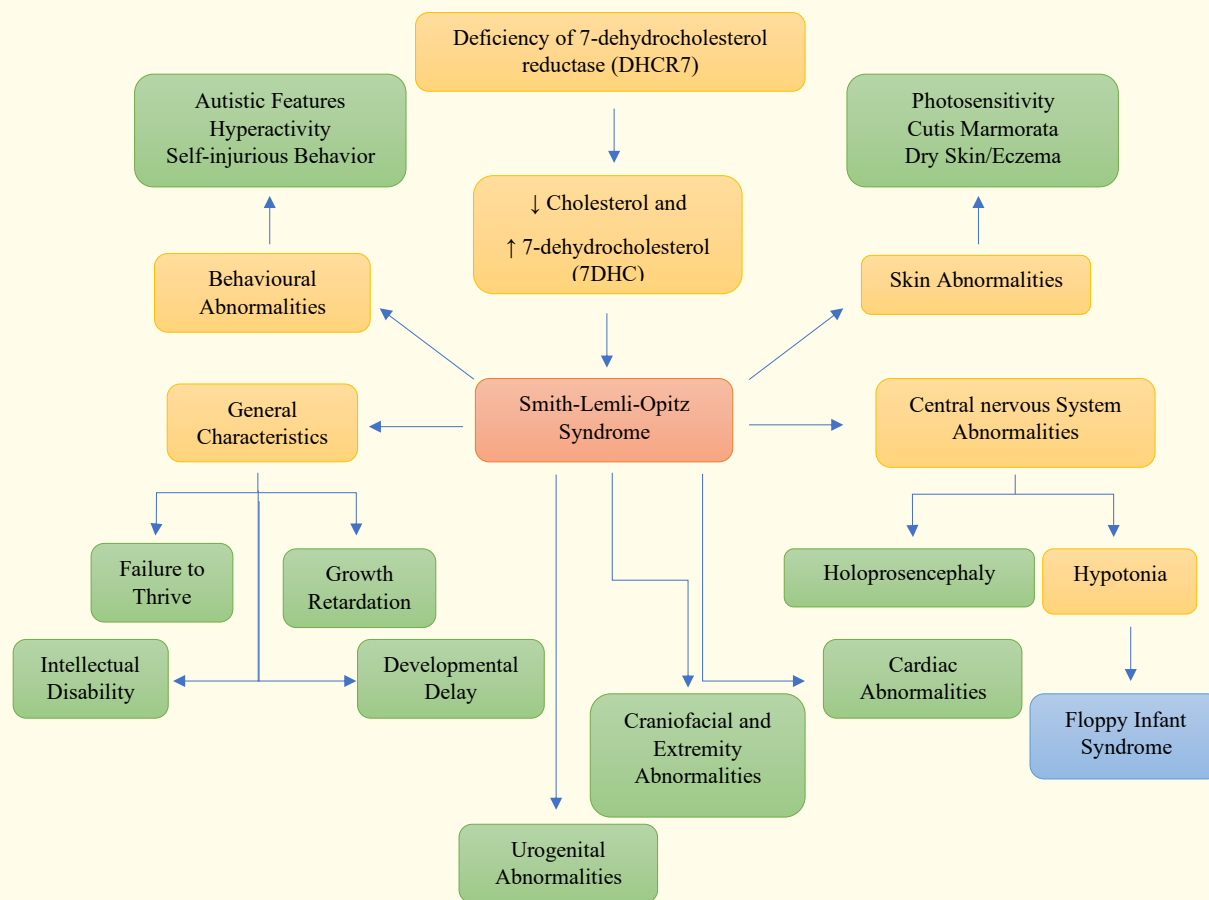 Deficiency of 7-dehydrocholesterol
reductase (DHCR7)
Autistic Features
Hyperactivity
Self-injurious Behavior
Photosensitivity
Cutis Marmorata
Dry Skin/Eczema
↓ Cholesterol and
↑ 7-dehydrocholesterol
(7DHC)
Behavioural
Abnormalities
Skin Abnormalities
General
Characteristics
Smith-Lemli-Opitz
Syndrome
Central nervous System
Abnormalities
Failure to
Thrive
Growth
Retardation
Holoprosencephaly
Hypotonia
Intellectual
Disability
Developmental
Delay
Cardiac
Abnormalities
Craniofacial and
Extremity
Abnormalities
Floppy Infant
Syndrome
Urogenital
Abnormalities